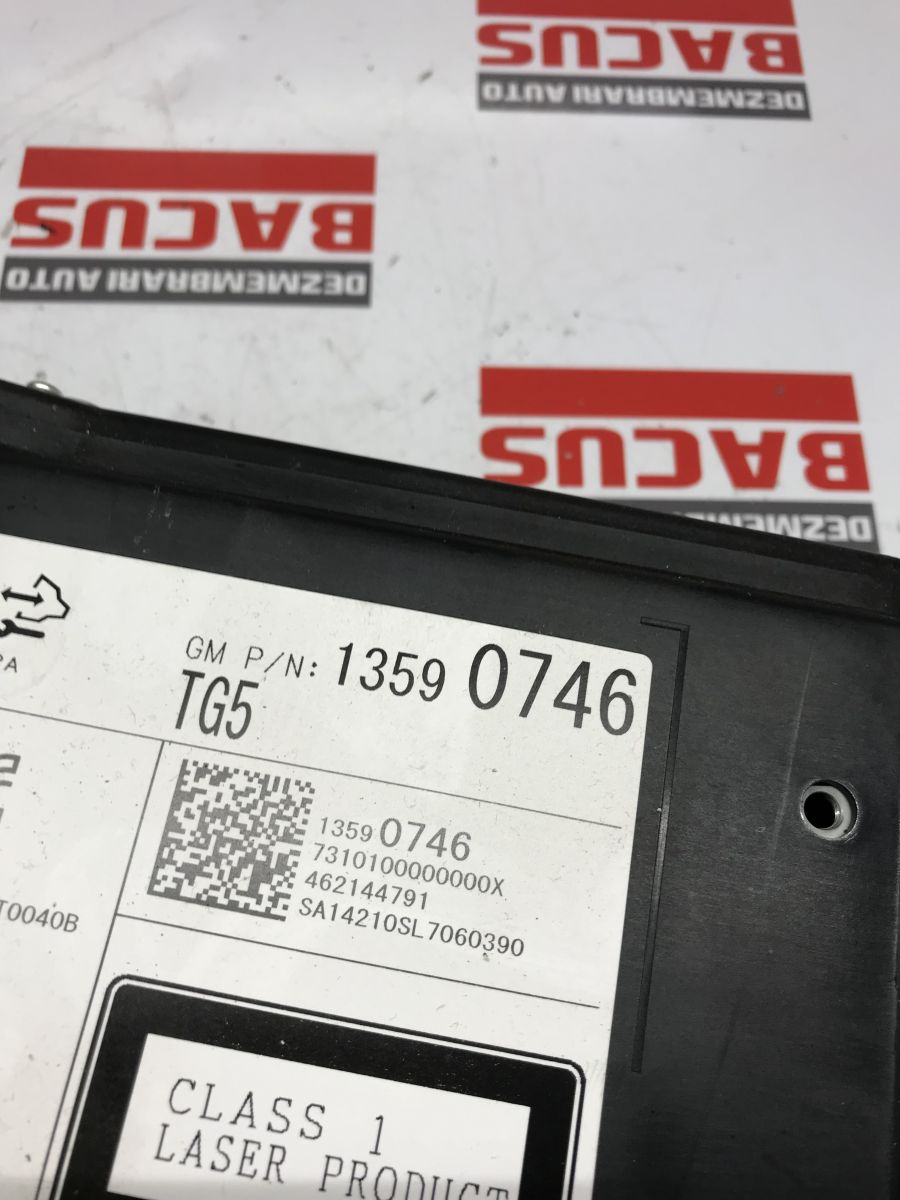 BACUS
DEZMEMBRARI AUTO
BACUS
DEZMEMBRARI AUTO
BACUS
DEZMEM
GM P/N: 1359 0746
TG5
1359 0746
7310100000000X
462144791
SA14210SL7060390
T0040B
CLASS 1
LASER PRODUCT